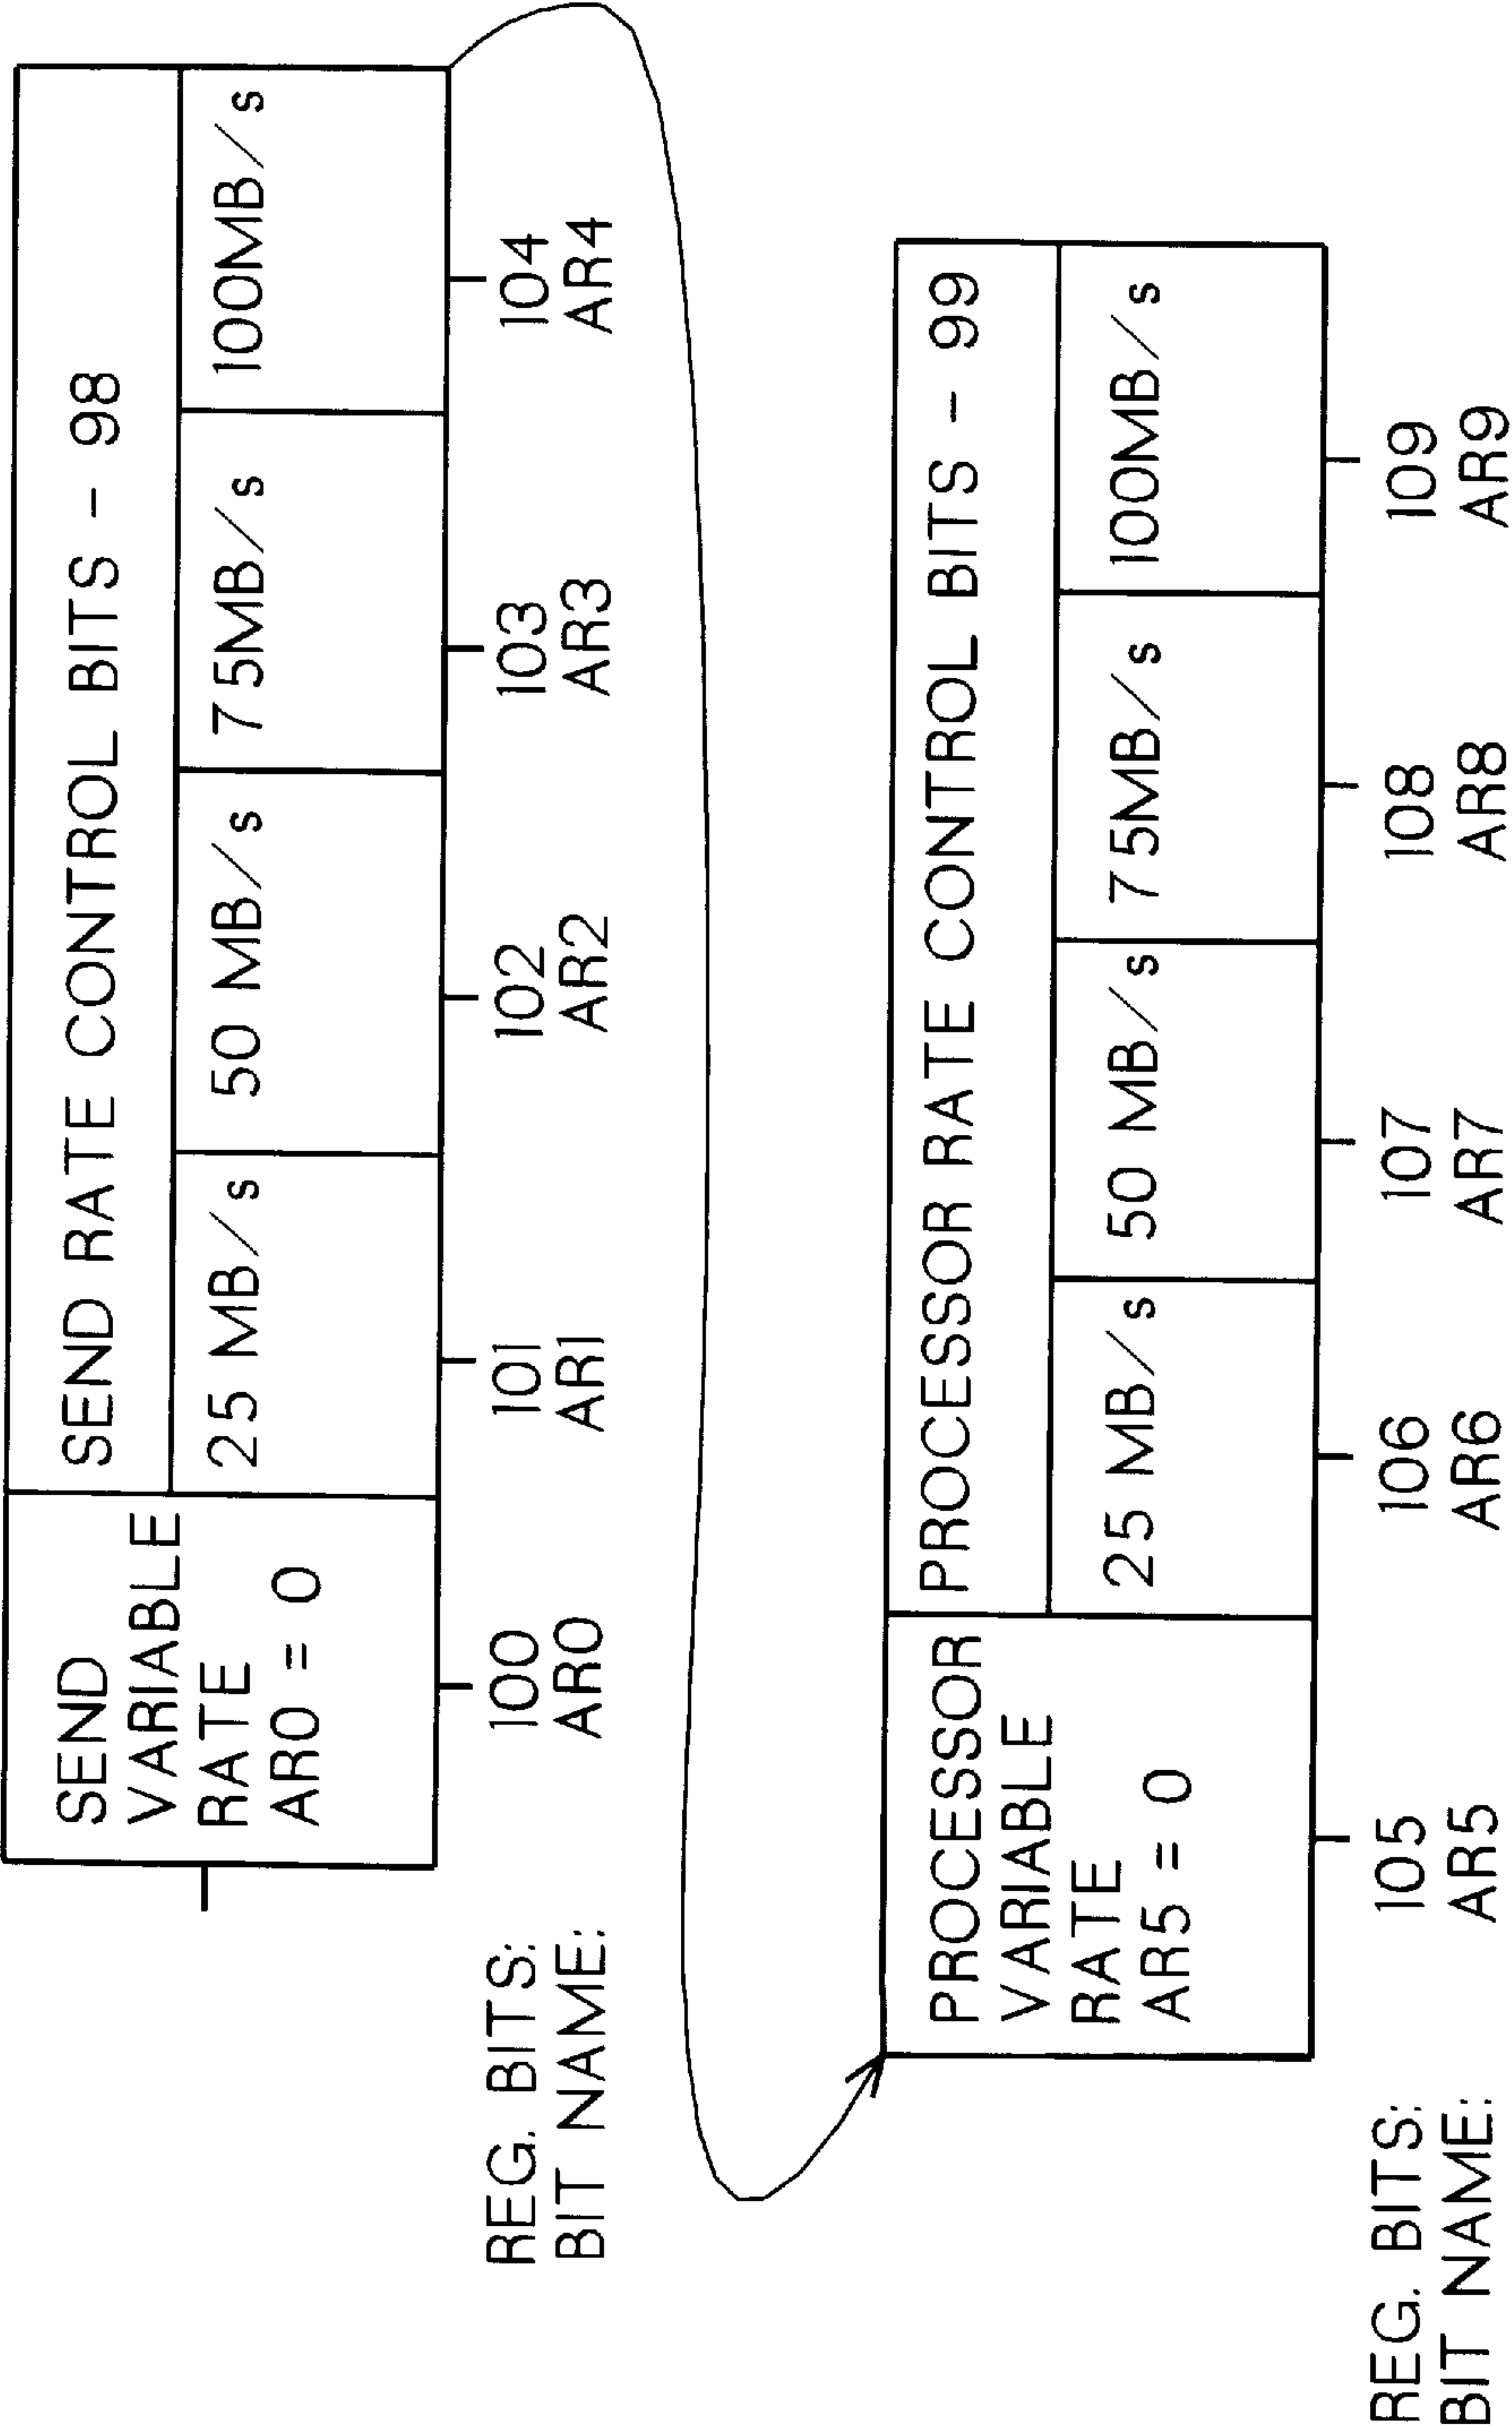 SEND
VARIABLE
RATE
AR0 = 0
SEND RATE CONTROL BITS - 98
25 MB/s 50 MB/s 75MB/s 100MB/s
REG. BITS: 100 101 102 103 104
BIT NAME: AR0 AR1 AR2 AR3 AR4
PROCESSOR
VARIABLE
RATE
AR5 = 0
PROCESSOR RATE CONTROL BITS - 99
25 MB/s 50 MB/s 75MB/s 100MB/s
REG. BITS: 105 106 107 108 109
BIT NAME: AR5 AR6 AR7 AR8 AR9